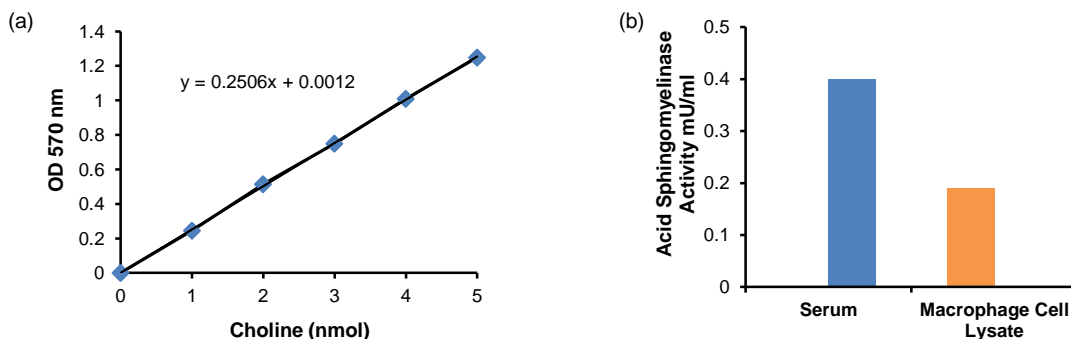 (a)
1.4
1.2
1
0.8
0.6
0.4
0.2
0
OD 570 nm
y = 0.2506x + 0.0012
0 1 2 3 4 5
Choline (nmol)
(b)
0.5
0.4
0.3
0.2
0.1
0
Acid Sphingomyelinase
Activity mU/ml
Serum
Macrophage Cell
Lysate